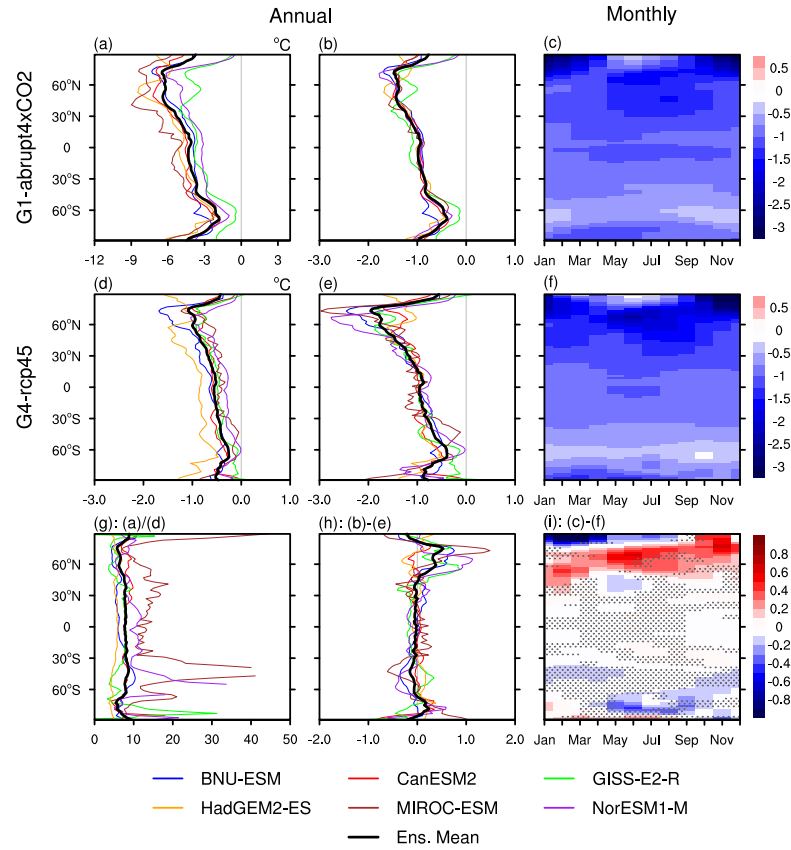 Annual Monthly
(a) °C (b) (c)
G1-abrupt4xCO2
60°N
30°N
0
30°S
60°S
0.5
0
-0.5
-1
-1.5
-2
-2.5
-3
-12 -9 -6 -3 0 3 -3.0 -2.0 -1.0 0.0 1.0 Jan Mar May Jul Sep Nov
(d) °C (e) (f)
G4-rcp45
60°N
30°N
0
30°S
60°S
0.5
0
-0.5
-1
-1.5
-2
-2.5
-3
-3.0 -2.0 -1.0 0.0 1.0 -3.0 -2.0 -1.0 0.0 1.0 Jan Mar May Jul Sep Nov
(g): (a)/(d) (h): (b)-(e) (i): (c)-(f)
60°N
30°N
0
30°S
60°S
0.8
0.6
0.4
0.2
0
-0.2
-0.4
-0.6
-0.8
0 10 20 30 40 50 -2.0 -1.0 0.0 1.0 2.0 Jan Mar May Jul Sep Nov
BNU-ESM CanESM2 GISS-E2-R
HadGEM2-ES MIROC-ESM NorESM1-M
Ens. Mean